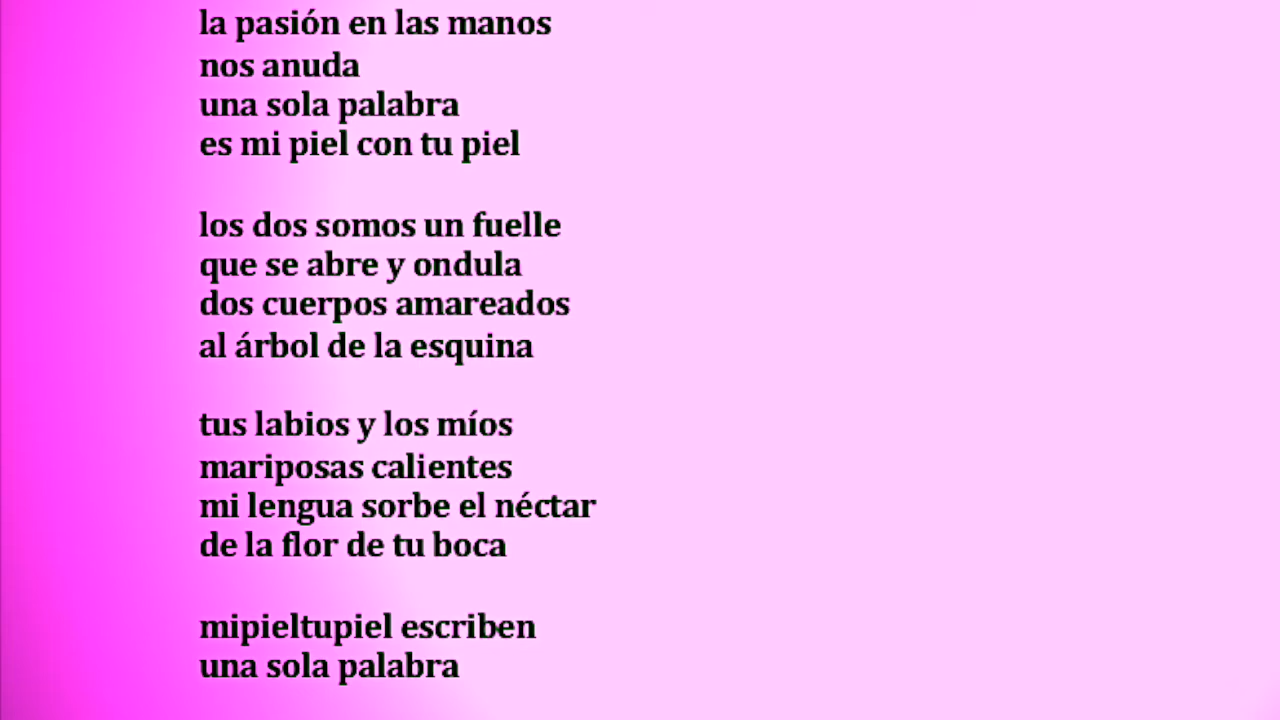 la pasión en las manos
nos anuda
una sola palabra
es mi piel con tu piel
los dos somos un fuelle
que se abre y ondula
dos cuerpos amareados
al árbol de la esquina
tus labios y los míos
mariposas calientes
mi lengua sorbe el néctar
de la flor de tu boca
mipieltupiel escriben
una sola palabra